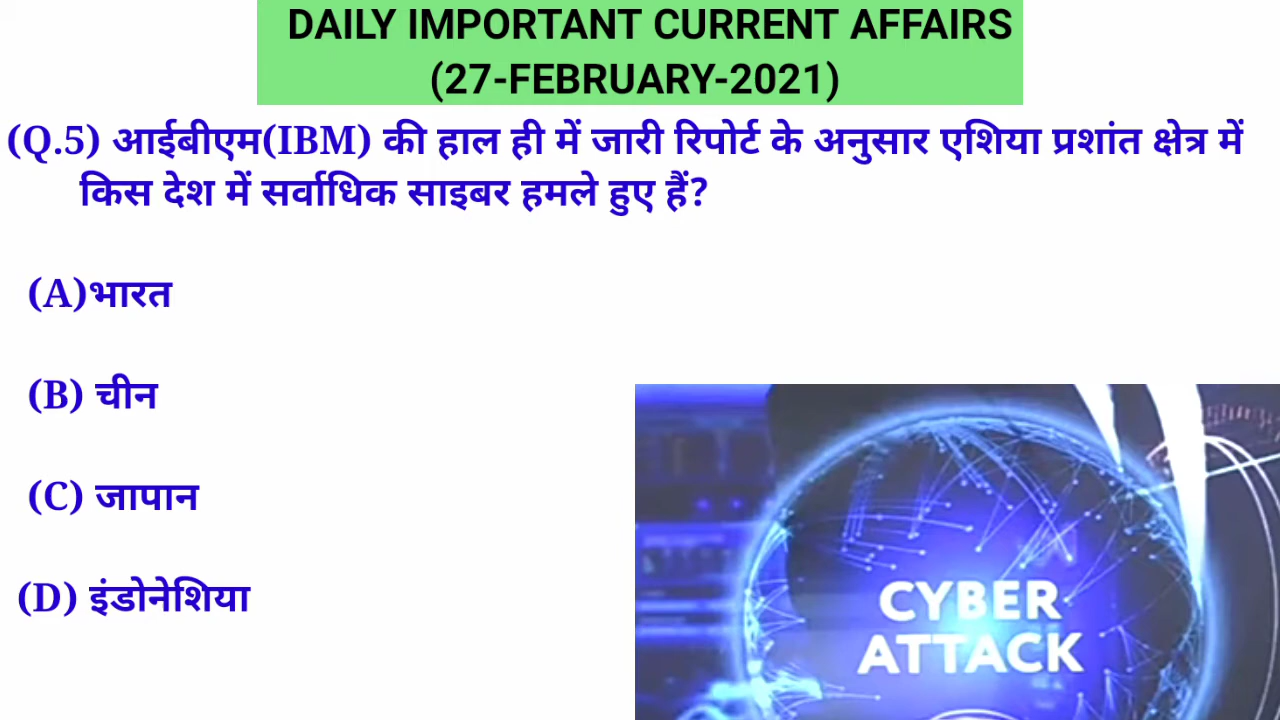 DAILY IMPORTANT CURRENT AFFAIRS
(27-FEBRUARY-2021)
(Q.5) आईबीएम(IBM) की हाल ही में जारी रिपोर्ट के अनुसार एशिया प्रशांत क्षेत्र में
किस देश में सर्वाधिक साइबर हमले हुए हैं?
(A)भारत
(B) चीन
(C) जापान
(D) इंडोनेशिया
CYBER
ATTACK